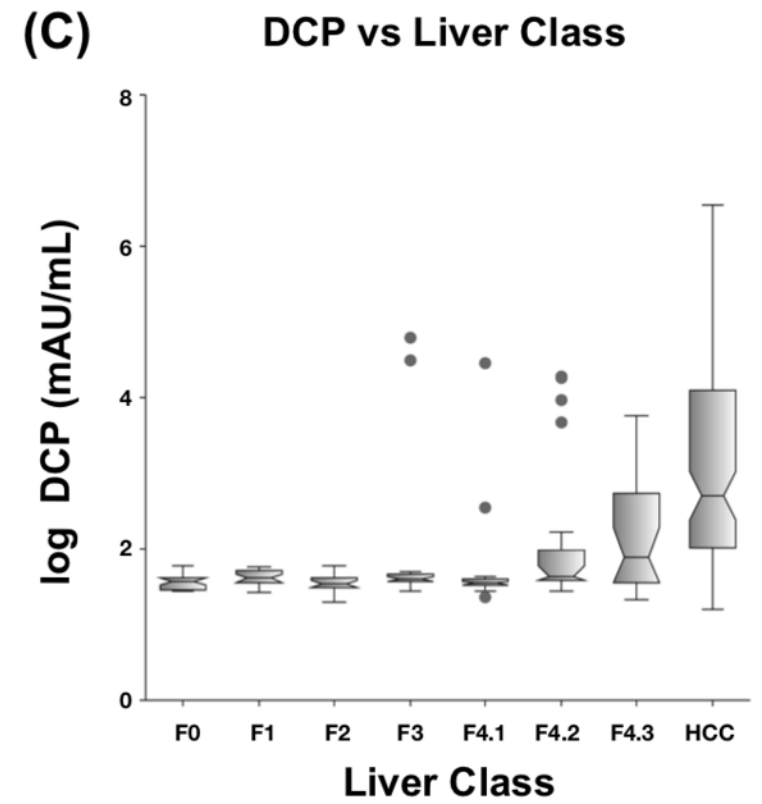 (C) DCP vs Liver Class
8
6
4
2
0
log DCP (mAU/mL)
F0 F1 F2 F3 F4.1 F4.2 F4.3 HCC
Liver Class